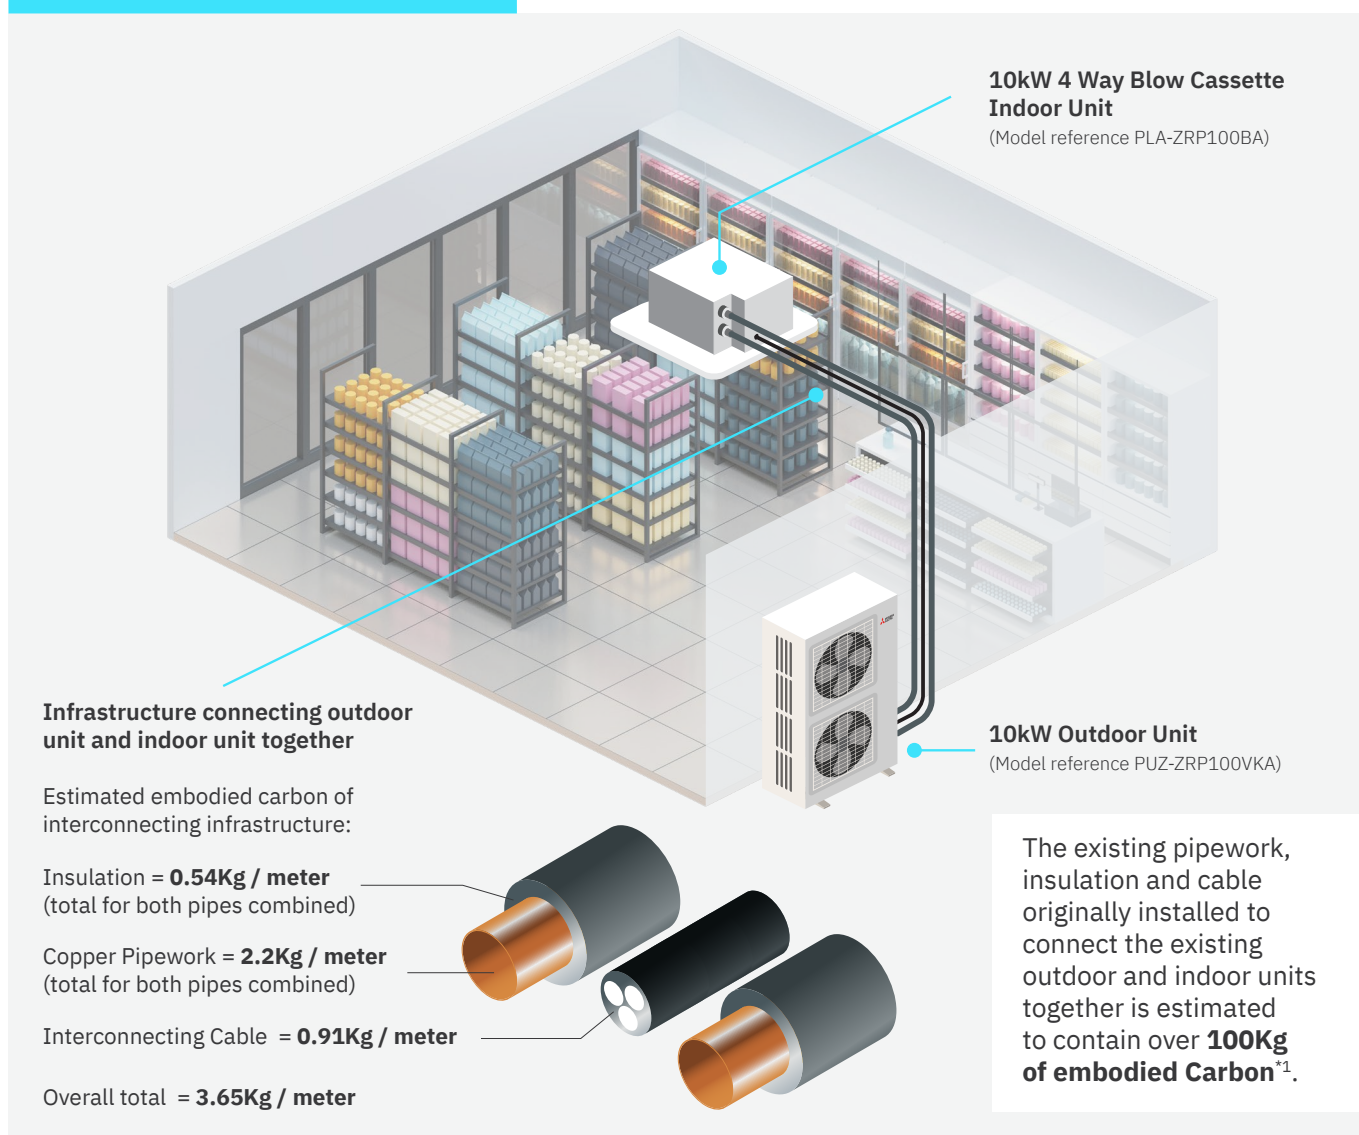 10kW 4 Way Blow Cassette
Indoor Unit
(Model reference PLA-ZRP100BA)
Infrastructure connecting outdoor
unit and indoor unit together
Estimated embodied carbon of
interconnecting infrastructure:
Insulation = 0.54Kg / meter
(total for both pipes combined)
Copper Pipework = 2.2Kg / meter
(total for both pipes combined)
Interconnecting Cable = 0.91Kg / meter
Overall total = 3.65Kg / meter
10kW Outdoor Unit
(Model reference PUZ-ZRP100VKA)
The existing pipework,
insulation and cable
originally installed to
connect the existing
outdoor and indoor units
together is estimated
to contain over 100Kg
of embodied Carbon*1.